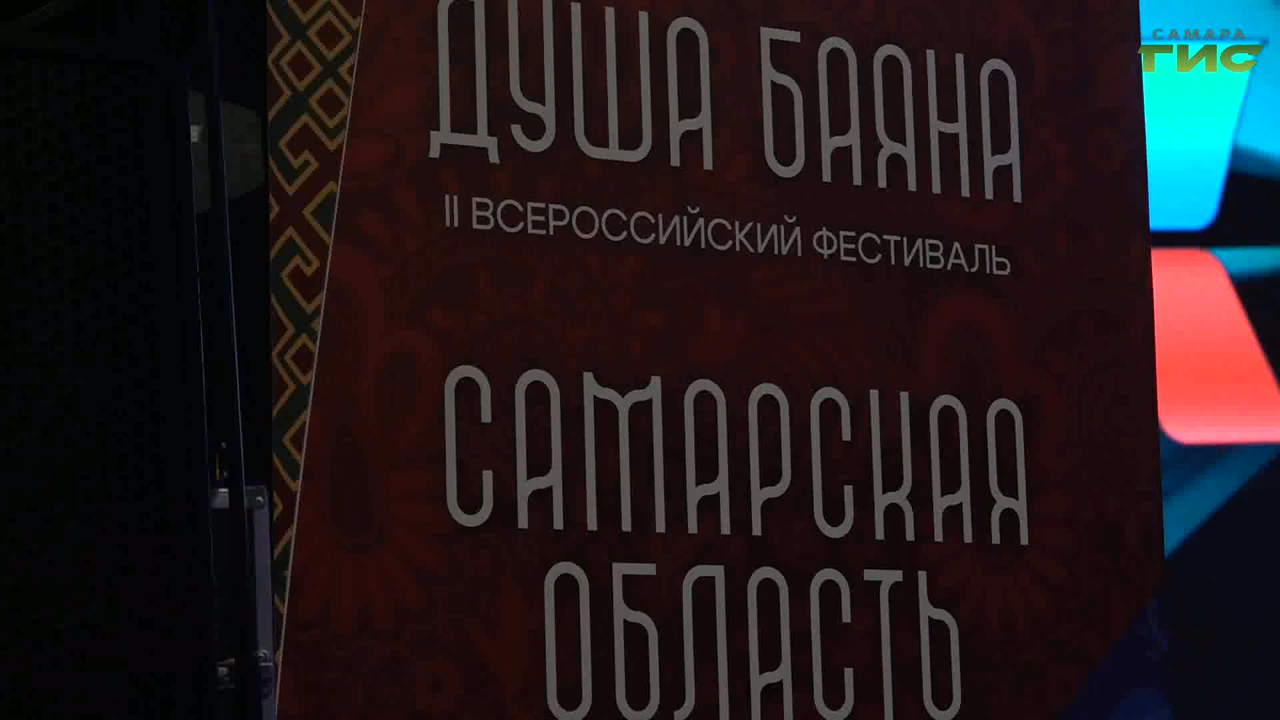 ДУША БАЯНА
II ВСЕРОССИЙСКИЙ ФЕСТИВАЛЬ
САМАРСКАЯ
ОБЛАСТЬ
САМАРА
ГИС